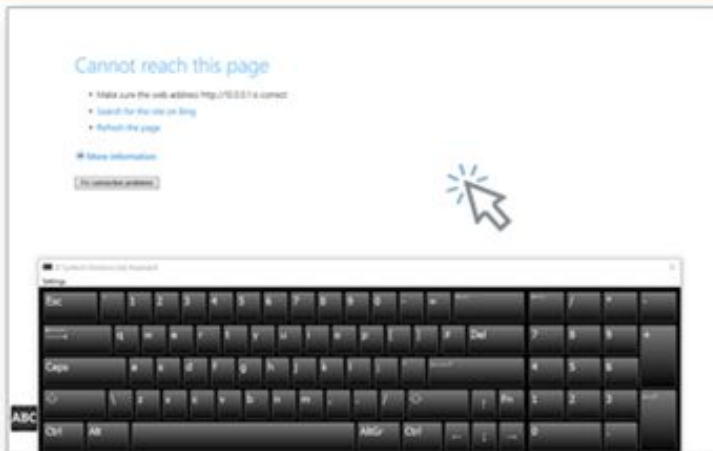 Cannot reach this page
• Make sure the web address http://10.0.0.1 is correct
• Search for the site on Bing
• Refresh the page
More information
Fix connection problems
Settings
Esc 1 2 3 4 5 6 7 8 9 0 - = / * -
q w e r t y u i o p [ ] # Del 7 8 9 +
Caps a s d f g h j k l ; ' 4 5 6
\ z x c v b n m , . / ↑ Fn 1 2 3
ABC
Ctrl Alt AltGr Ctrl ← ↓ → 0 .